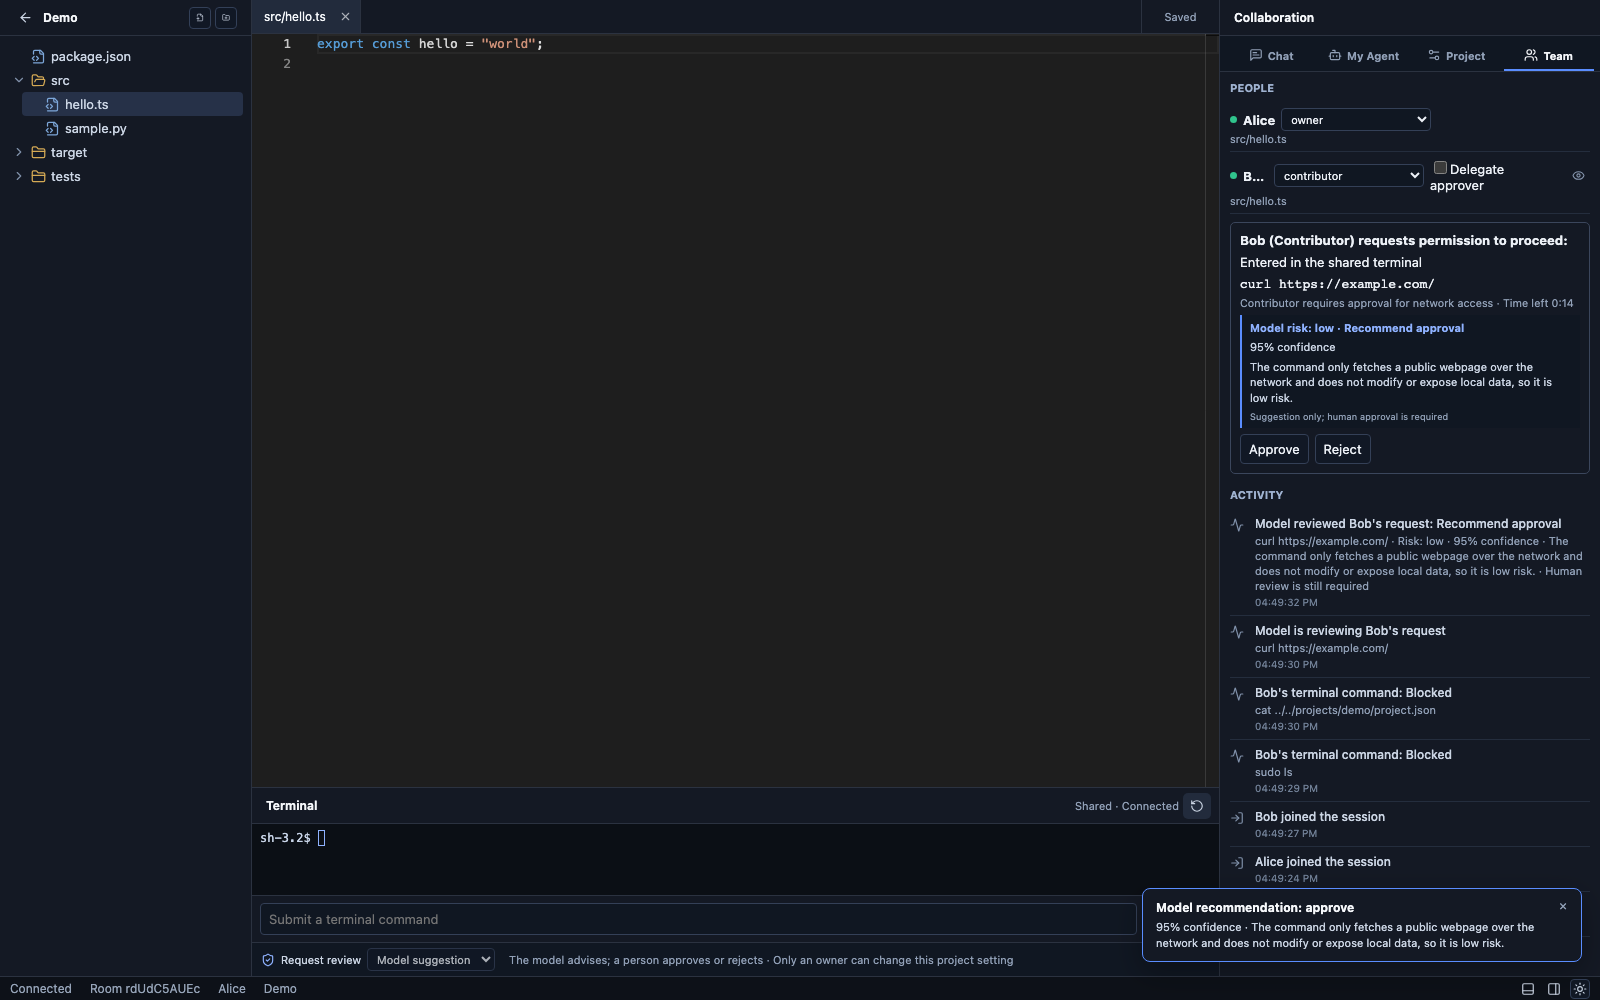 Demo
package.json
src
hello.ts
sample.py
target
tests
src/hello.ts
Saved
1 export const hello = "world";
2
Terminal
Shared · Connected
sh-3.2$
Submit a terminal command
Request review
Model suggestion
The model advises; a person approves or rejects · Only an owner can change this project setting
Collaboration
Chat
My Agent
Project
Team
PEOPLE
Alice
owner
src/hello.ts
B...
contributor
Delegate
approver
src/hello.ts
Bob (Contributor) requests permission to proceed:
Entered in the shared terminal
curl https://example.com/
Contributor requires approval for network access · Time left 0:14
Model risk: low · Recommend approval
95% confidence
The command only fetches a public webpage over the
network and does not modify or expose local data, so it is
low risk.
Suggestion only; human approval is required
Approve
Reject
ACTIVITY
Model reviewed Bob's request: Recommend approval
curl https://example.com/ · Risk: low · 95% confidence · The
command only fetches a public webpage over the network and
does not modify or expose local data, so it is low risk. · Human
review is still required
04:49:32 PM
Model is reviewing Bob's request
curl https://example.com/
04:49:30 PM
Bob's terminal command: Blocked
cat ../../projects/demo/project.json
04:49:30 PM
Bob's terminal command: Blocked
sudo ls
04:49:29 PM
Bob joined the session
04:49:27 PM
Alice joined the session
04:49:24 PM
Model recommendation: approve
95% confidence · The command only fetches a public webpage over the
network and does not modify or expose local data, so it is low risk.
Connected
Room rdUdC5AUEc
Alice
Demo